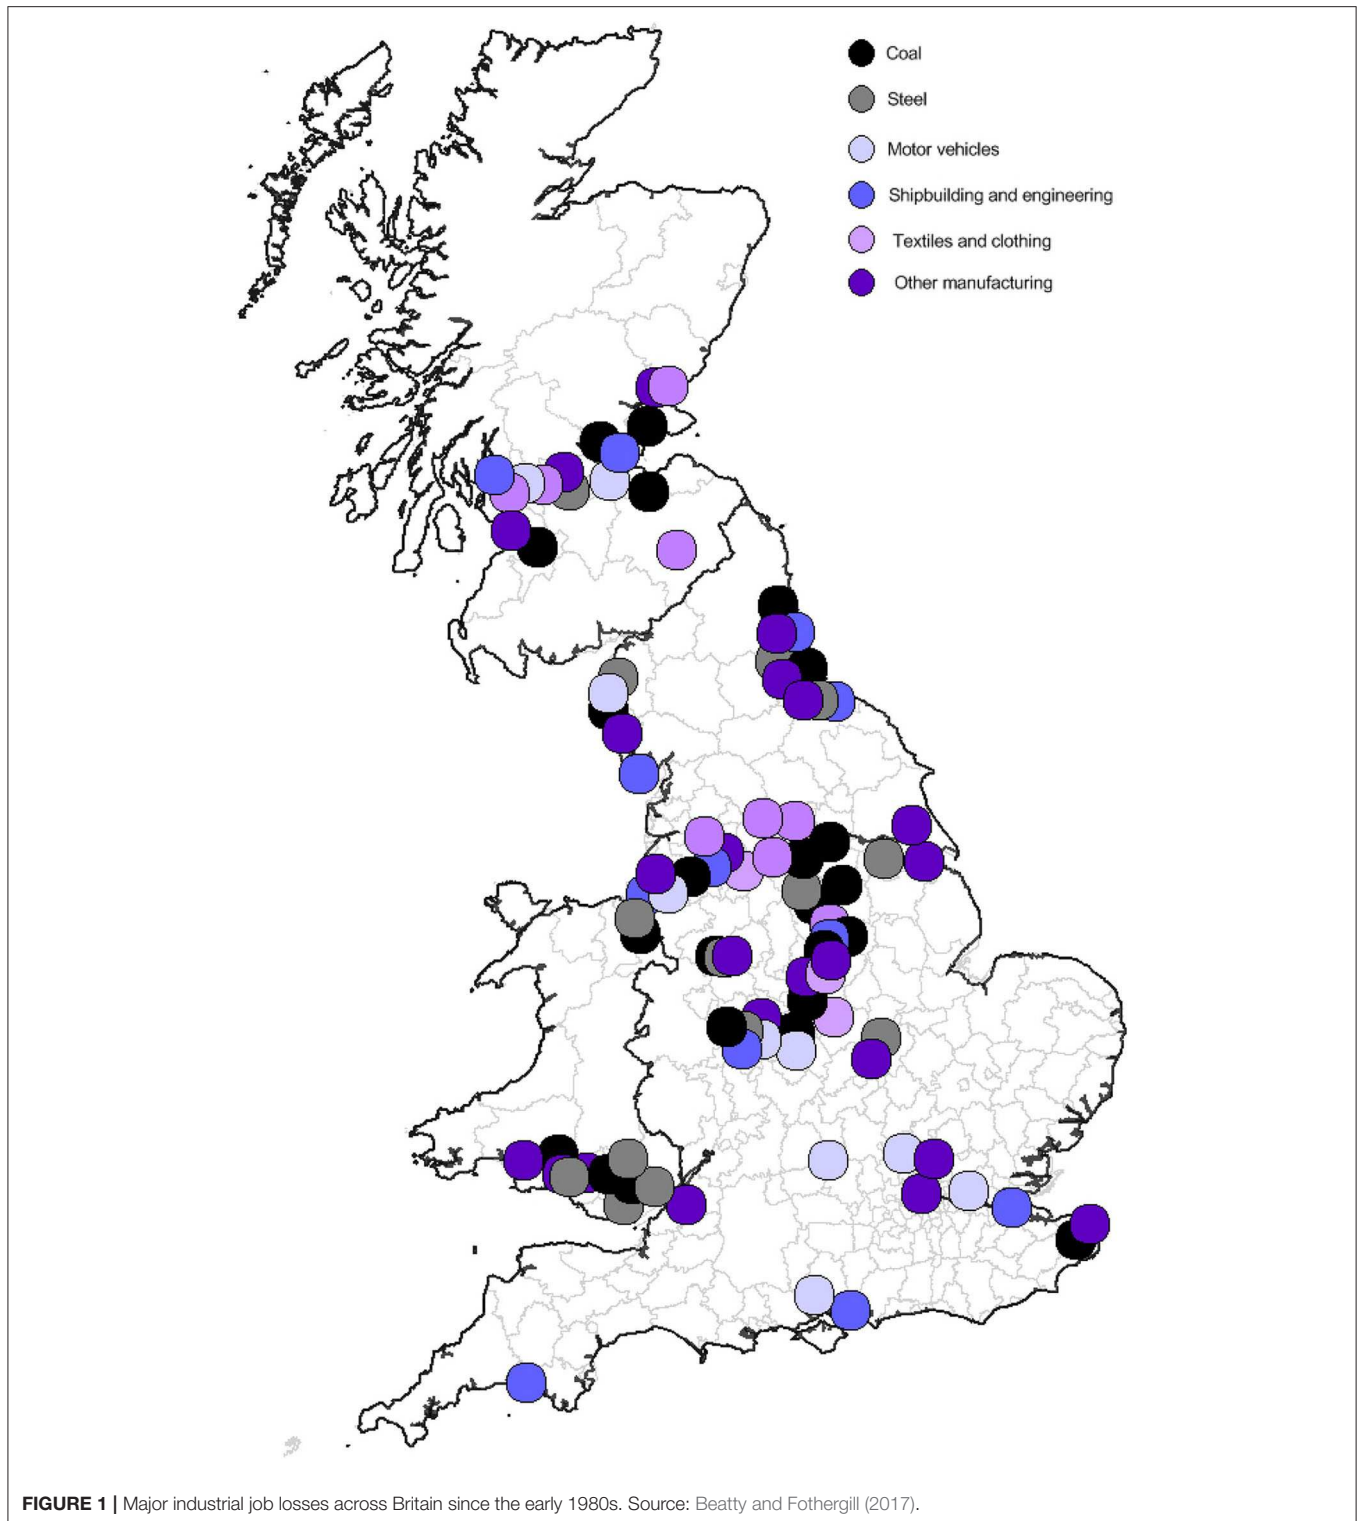 Coal
Steel
Motor vehicles
Shipbuilding and engineering
Textiles and clothing
Other manufacturing
FIGURE 1 | Major industrial job losses across Britain since the early 1980s. Source: Beatty and Fothergill (2017).